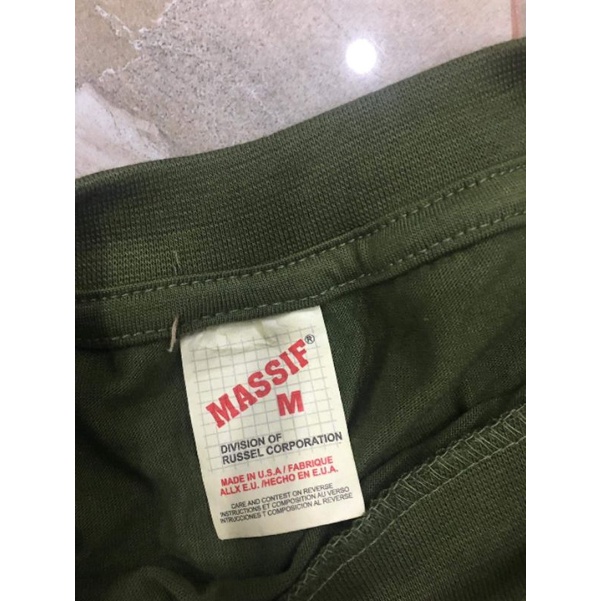 MASSIF®
M
DIVISION OF
RUSSEL CORPORATION
MADE IN U.S.A / FABRIQUE
ALLX E.U. /HECHO EN E.U.A.
CARE AND CONTEST ON REVERSE
INSTRUCTIONS ET COMPOSITION AU VERSO
INTRUCCIONES T COMPOSICION AL REVERSE